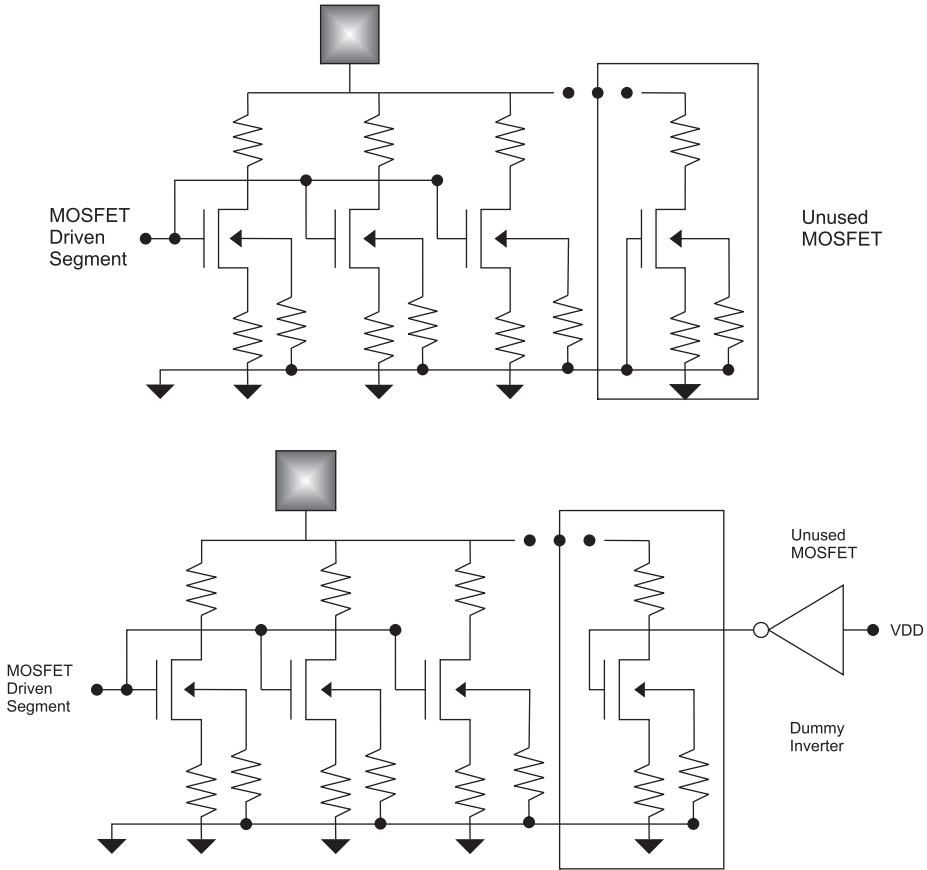 MOSFET
Driven
Segment
Unused
MOSFET
Unused
MOSFET
VDD
MOSFET
Driven
Segment
Dummy
Inverter